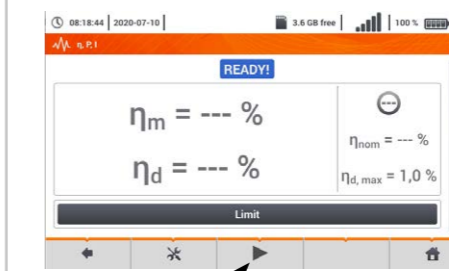 08:18:44 2020-07-10 3.6 GB free 100 %
η, P, I
READY!
ηm = --- %
ηd = --- %
---
ηnom = --- %
ηd, max = 1,0 %
Limit